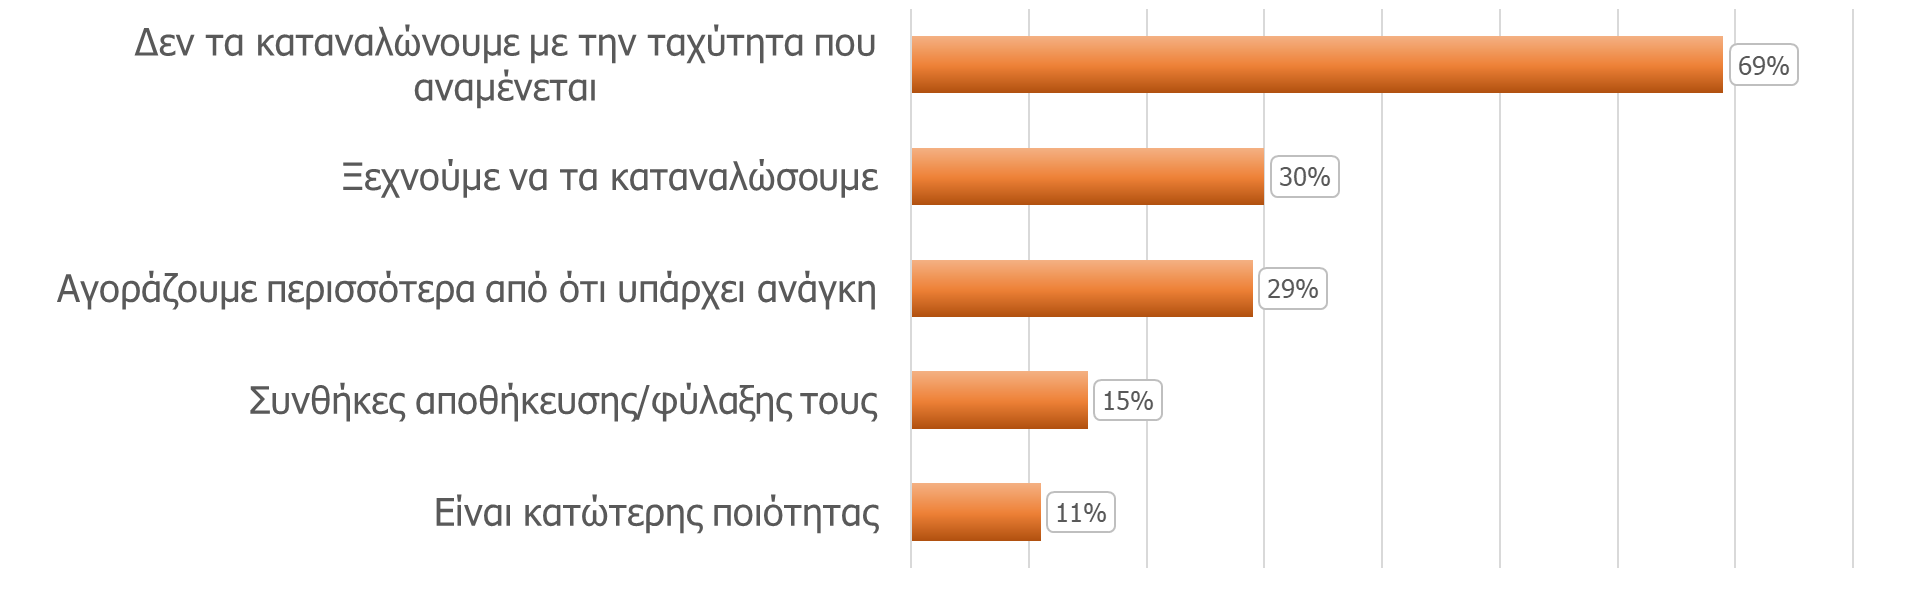 Δεν τα καταναλώνουμε με την ταχύτητα που
αναμένεται
69%
Ξεχνούμε να τα καταναλώσουμε
30%
Αγοράζουμε περισσότερα από ότι υπάρχει ανάγκη
29%
Συνθήκες αποθήκευσης/φύλαξης τους
15%
Είναι κατώτερης ποιότητας
11%